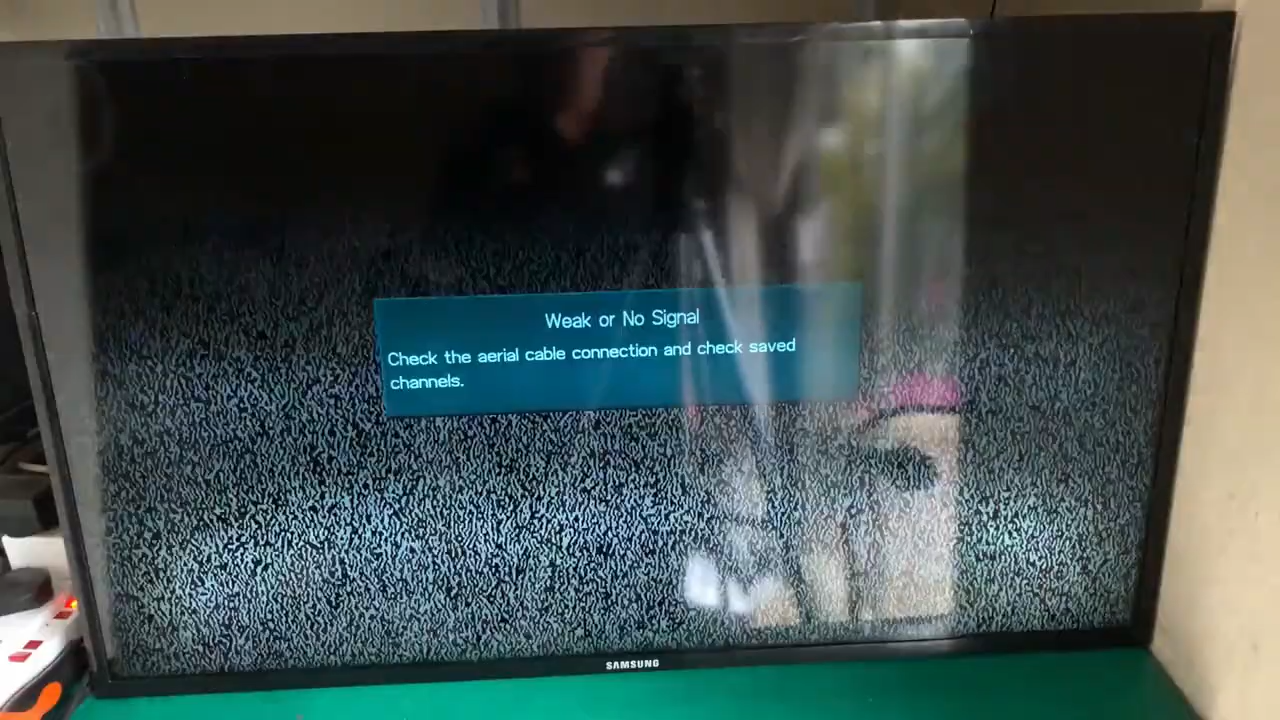 Weak or No Signal
Check the aerial cable connection and check saved
channels.
SAMSUNG